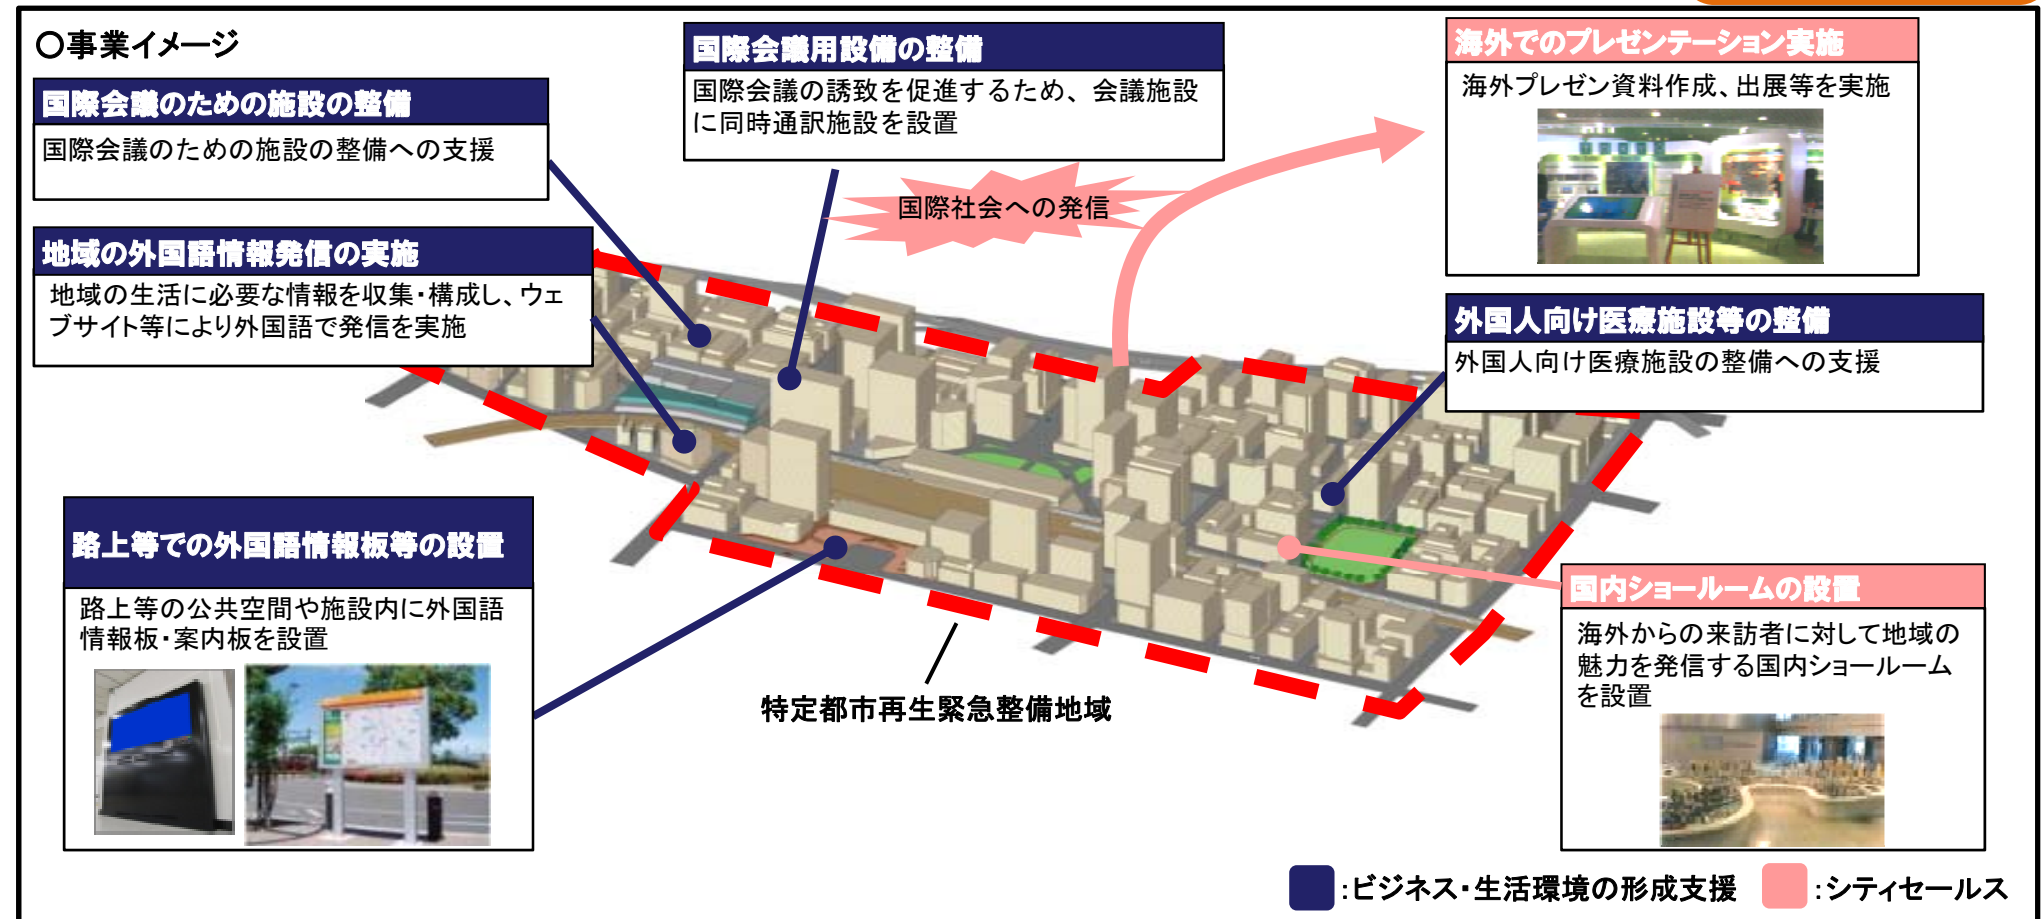 ○事業イメージ
国際会議のための施設の整備
国際会議のための施設の整備への支援
国際会議用設備の整備
国際会議の誘致を促進するため、会議施設
に同時通訳施設を設置
海外でのプレゼンテーション実施
海外プレゼン資料作成、出展等を実施
国際社会への発信
地域の外国語情報発信の実施
地域の生活に必要な情報を収集・構成し、ウェ
ブサイト等により外国語で発信を実施
外国人向け医療施設等の整備
外国人向け医療施設の整備への支援
路上等での外国語情報板等の設置
路上等の公共空間や施設内に外国語
情報板・案内板を設置
国内ショールームの設置
海外からの来訪者に対して地域の
魅力を発信する国内ショールーム
を設置
特定都市再生緊急整備地域
:ビジネス・生活環境の形成支援
:シティセールス